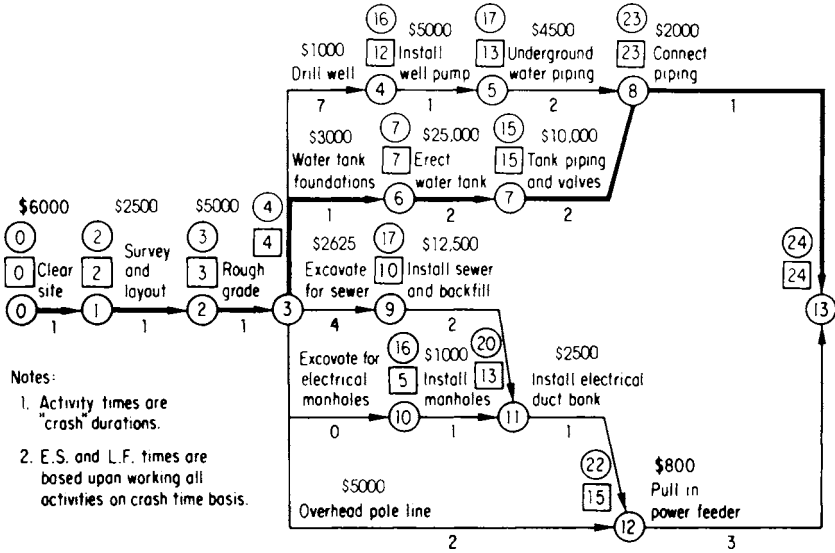 16
$5000
17
$4500
23
$2000
$1000
12
Install
13
Underground
23
Connect
Drill well
well pump
water piping
piping
4
5
8
7
1
2
1
$3000
7
$25,000
15
$10,000
Water tank
7
Erect
15
Tank piping
foundations
water tank
and valves
6
7
1
2
2
$6000
$2500
$5000
4
0
2
3
4
0
Clear
site
2
Survey
and
layout
3
Rough
grade
$2625
17
$12,500
Excavate
10
Install sewer
for sewer
and backfill
24
24
0
1
2
3
9
13
1
1
1
4
2
Excavate for
electrical
manholes
16
$1000
20
$2500
5
Install
13
Install electrical
manholes
duct bank
10
11
0
1
1
Notes:
1. Activity times are
"crash" durations.
2. E.S. and L.F. times are
based upon working all
activities on crash time basis.
$5000
22
$800
Overhead pole line
15
Pull in
power feeder
12
2
3